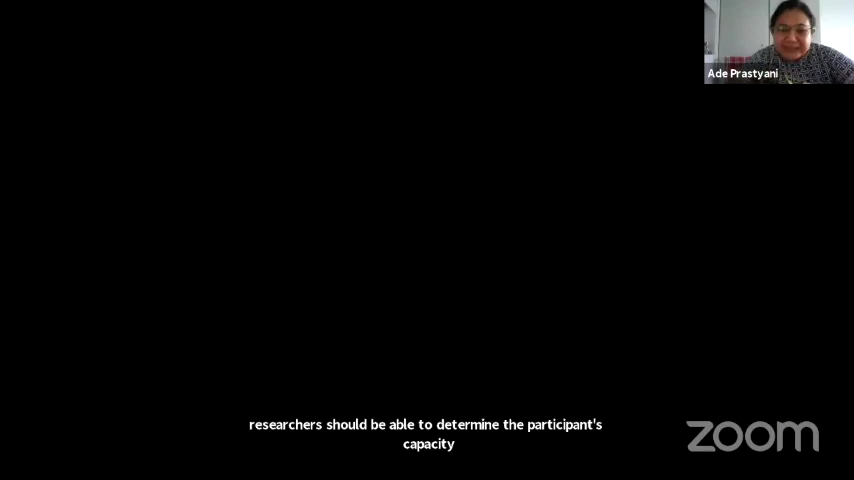 Ade Prastyani
researchers should be able to determine the participant's
capacity
zoom